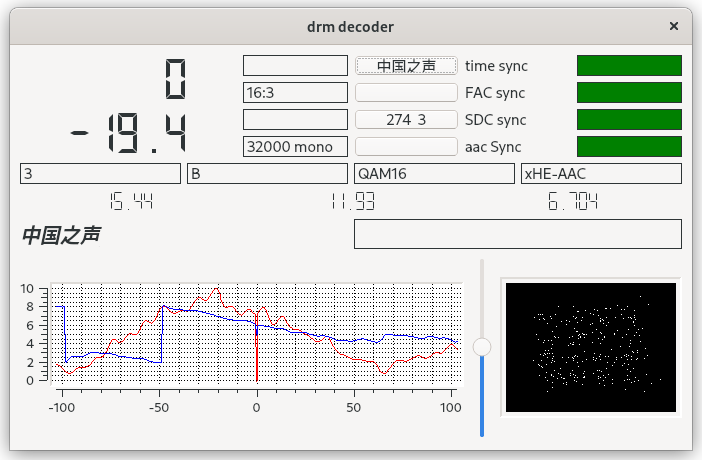 drm decoder ×
0
中国之声 time sync
16:3 FAC sync
-19.4
274 3 SDC sync
32000 mono aac Sync
3 B QAM16 xHE-AAC
15.44 11.93 6.704
中国之声
10
8
6
4
2
0
-100 -50 0 50 100